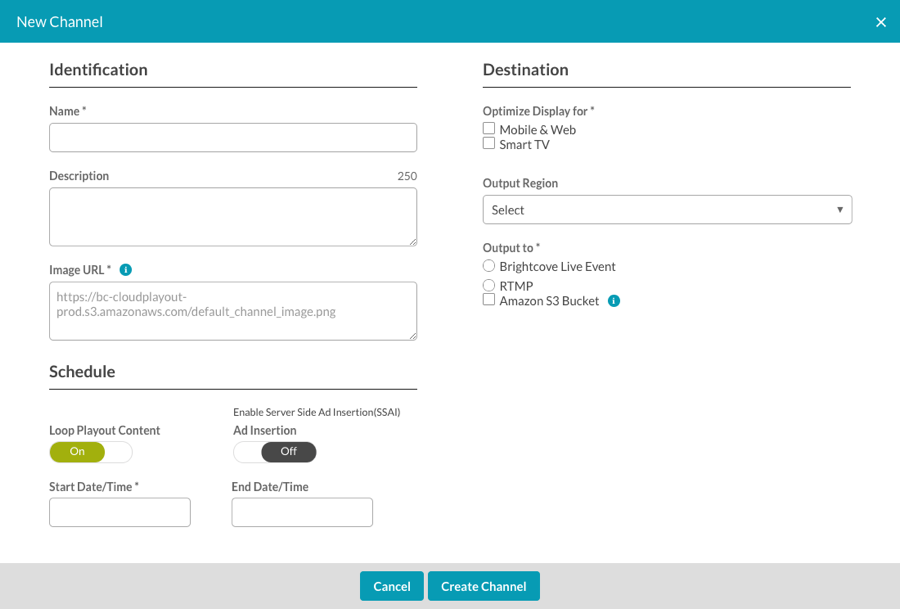 New Channel
Identification
Name *
Description 250
Image URL *
https://bc-cloudplayout-
prod.s3.amazonaws.com/default_channel_image.png
Schedule
Enable Server Side Ad Insertion(SSAI)
Loop Playout Content Ad Insertion
On Off
Start Date/Time * End Date/Time
Destination
Optimize Display for *
Mobile & Web
Smart TV
Output Region
Select
Output to *
Brightcove Live Event
RTMP
Amazon S3 Bucket
Cancel Create Channel